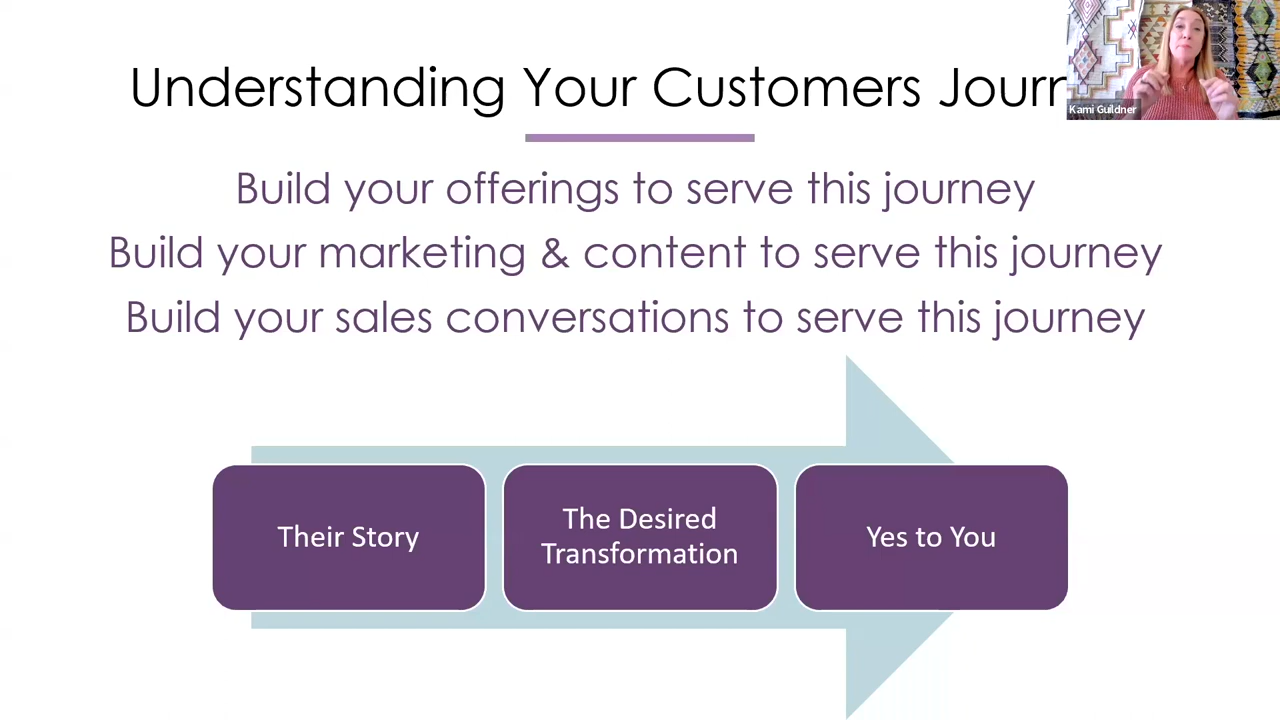 Understanding Your Customers Journ
Kami Guildner
Build your offerings to serve this journey
Build your marketing & content to serve this journey
Build your sales conversations to serve this journey
Their Story
The Desired
Transformation
Yes to You